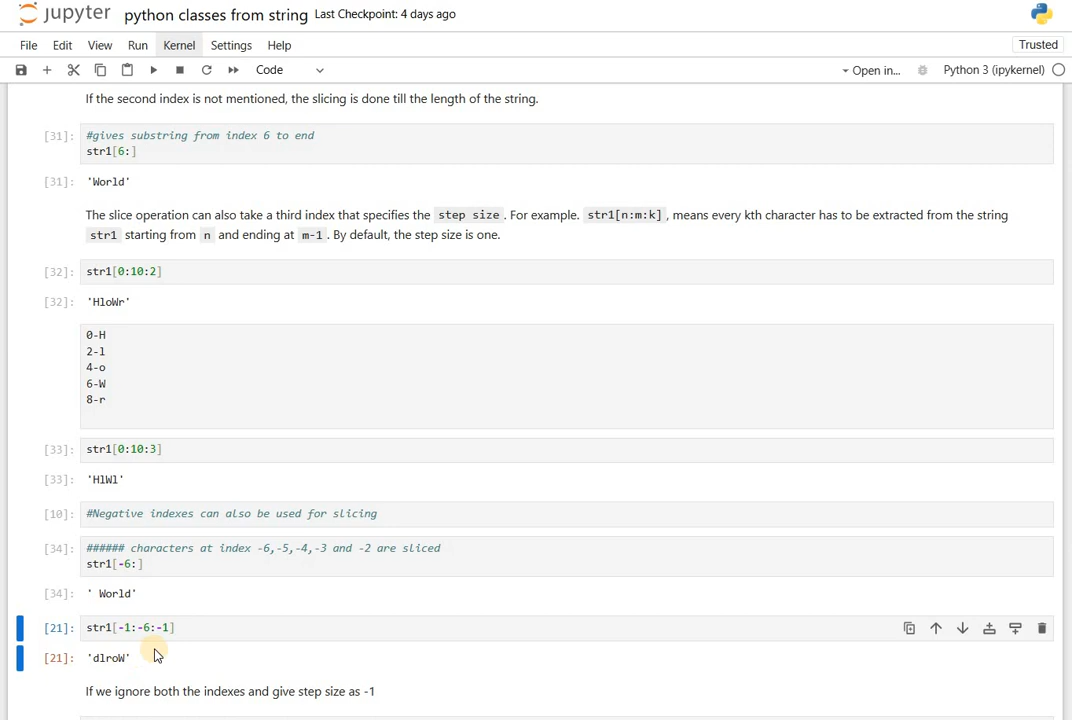 jupyter python classes from string Last Checkpoint: 4 days ago
File Edit View Run Kernel Settings Help Trusted
Code Open in... Python 3 (ipykernel)
If the second index is not mentioned, the slicing is done till the length of the string.
[31]: #gives substring from index 6 to end
str1[6:]
[31]: 'World'
The slice operation can also take a third index that specifies the step size . For example. str1[n:m:k] , means every kth character has to be extracted from the string
str1 starting from n and ending at m-1 . By default, the step size is one.
[32]: str1[0:10:2]
[32]: 'HloWr'
0-H
2-l
4-o
6-W
8-r
[33]: str1[0:10:3]
[33]: 'HlWl'
[10]: #Negative indexes can also be used for slicing
[34]: ###### characters at index -6,-5,-4,-3 and -2 are sliced
str1[-6:]
[34]: ' World'
[21]: str1[-1:-6:-1]
[21]: 'dlroW'
If we ignore both the indexes and give step size as -1